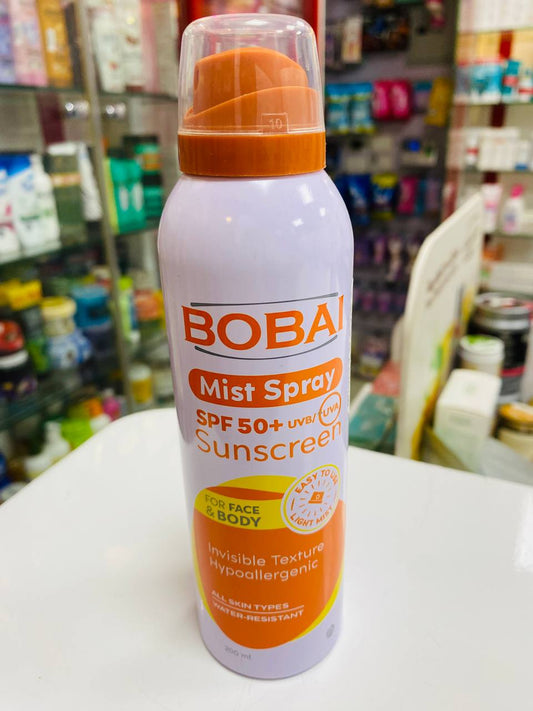 10
BOBAI
Mist Spray
SPF 50+ UVB/UVA
Sunscreen
EASY TO USE
LIGHT MIST
FOR FACE
& BODY
Invisible Texture
Hypoallergenic
ALL SKIN TYPES
WATER-RESISTANT
200 ml